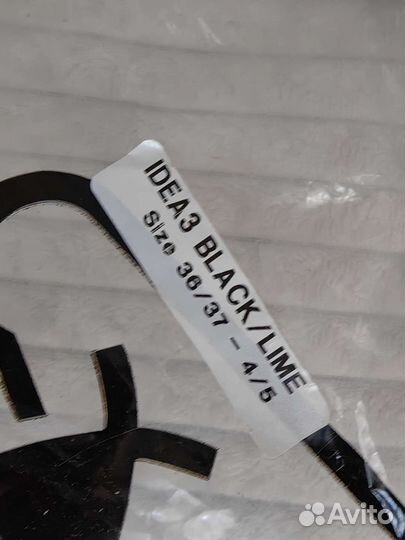 IDEA3 BLACK/LIME
Size 36/37 - 4/5
Avito